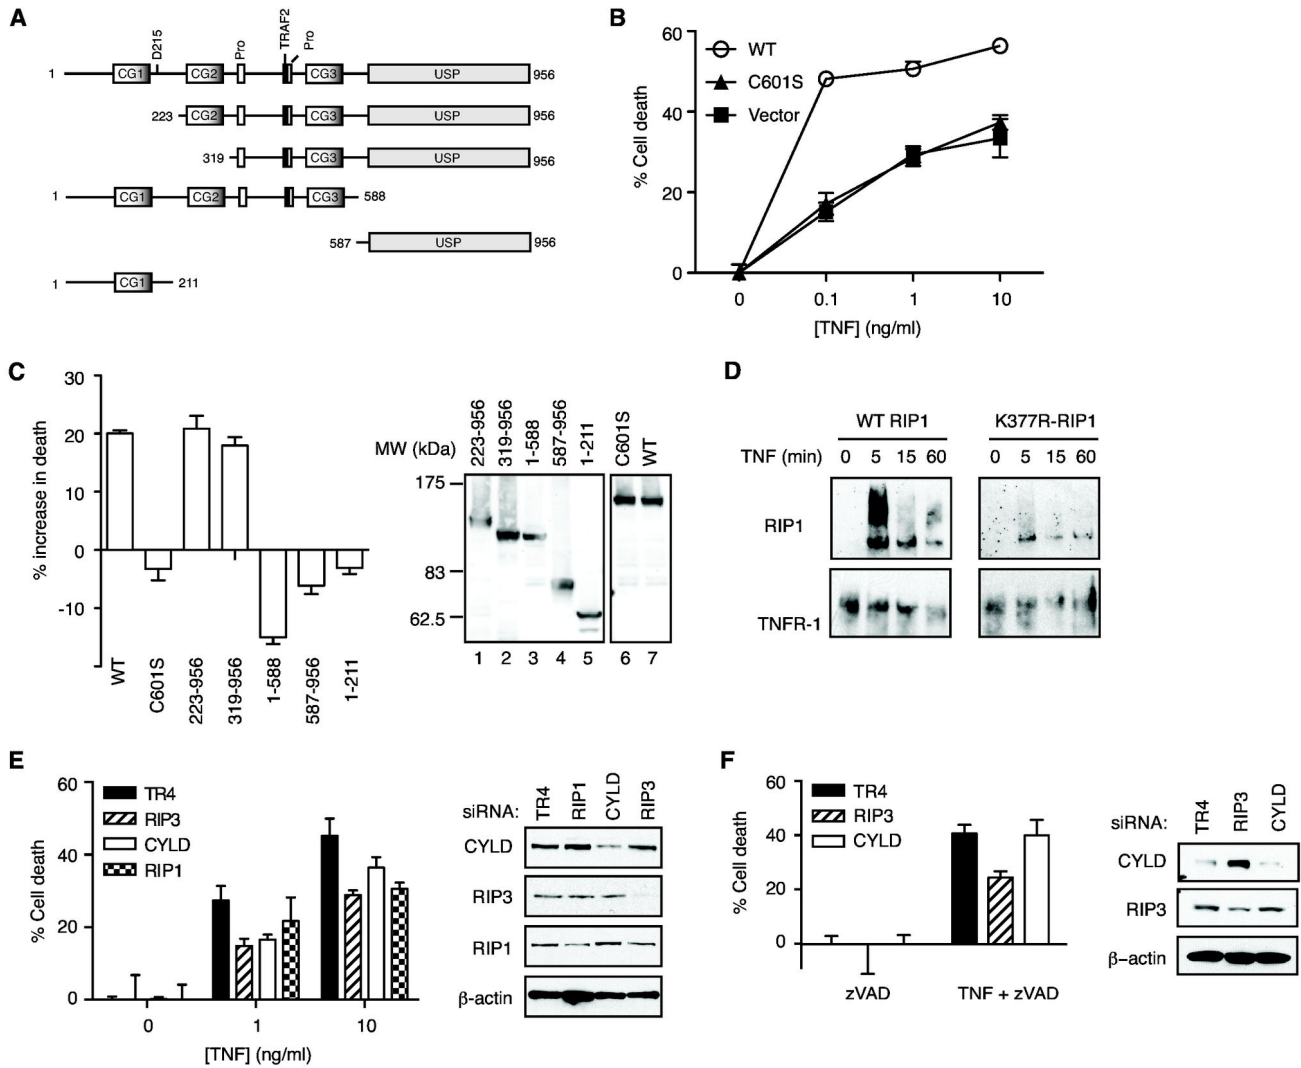 A
D215
Pro
TRAF2
Pro
1 CG1 CG2 CG3 USP 956
223 CG2 CG3 USP 956
319 CG3 USP 956
1 CG1 CG2 CG3 588
587 USP 956
1 CG1 211
B
% Cell death
60
40
20
0
WT
C601S
Vector
0 0.1 1 10
[TNF] (ng/ml)
C
% increase in death
30
20
10
0
-10
WT
C601S
223-956
319-956
1-588
587-956
1-211
MW (kDa)
223-956
319-956
1-588
587-956
1-211
C601S
WT
175
83
62.5
1 2 3 4 5 6 7
D
WT RIP1 K377R-RIP1
TNF (min) 0 5 15 60 0 5 15 60
RIP1
TNFR-1
E
% Cell death
60
40
20
0
TR4
RIP3
CYLD
RIP1
0 1 10
[TNF] (ng/ml)
siRNA: TR4 RIP1 CYLD RIP3
CYLD
RIP3
RIP1
β-actin
F
% Cell death
60
40
20
0
TR4
RIP3
CYLD
zVAD TNF + zVAD
siRNA: TR4 RIP3 CYLD
CYLD
RIP3
β-actin